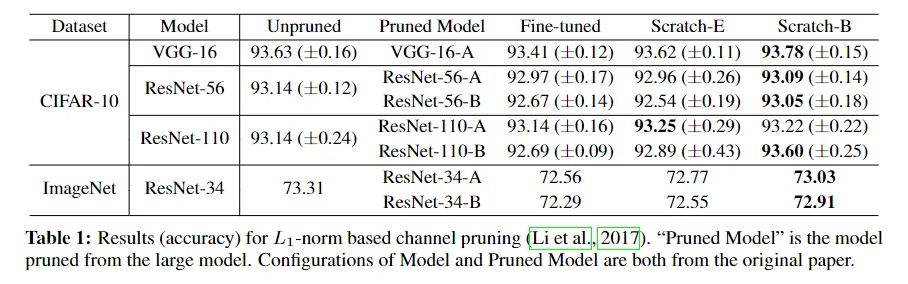 Dataset Model Unpruned Pruned Model Fine-tuned Scratch-E Scratch-B
CIFAR-10 VGG-16 93.63 (±0.16) VGG-16-A 93.41 (±0.12) 93.62 (±0.11) 93.78 (±0.15)
ResNet-56 93.14 (±0.12) ResNet-56-A 92.97 (±0.17) 92.96 (±0.26) 93.09 (±0.14)
ResNet-56-B 92.67 (±0.14) 92.54 (±0.19) 93.05 (±0.18)
ResNet-110 93.14 (±0.24) ResNet-110-A 93.14 (±0.16) 93.25 (±0.29) 93.22 (±0.22)
ResNet-110-B 92.69 (±0.09) 92.89 (±0.43) 93.60 (±0.25)
ImageNet ResNet-34 73.31 ResNet-34-A 72.56 72.77 73.03
ResNet-34-B 72.29 72.55 72.91
Table 1: Results (accuracy) for L1-norm based channel pruning (Li et al., 2017). “Pruned Model” is the model
pruned from the large model. Configurations of Model and Pruned Model are both from the original paper.